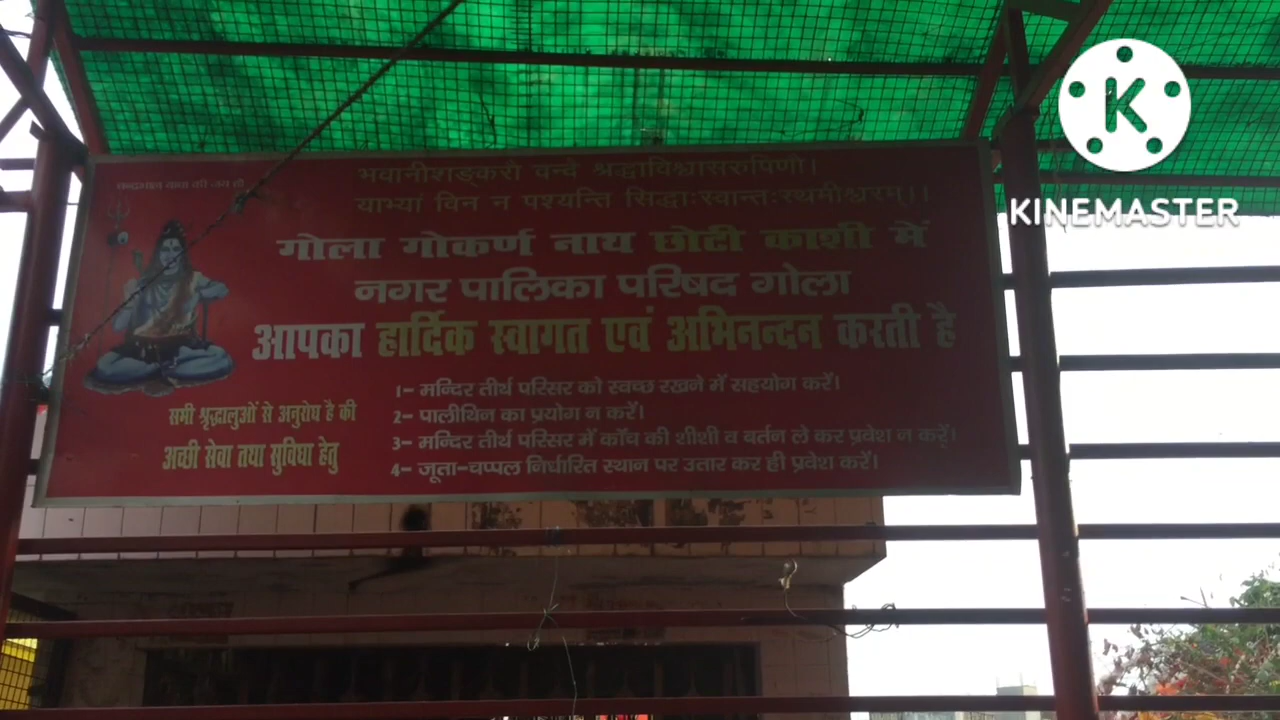 भवानीशङ्करौ वन्दे श्रद्धाविश्वासरुपिणौ।
याभ्यां विन न पश्यन्ति सिद्धाःस्वान्तःस्थमीश्वरम्।।
गोला गोकर्ण नाथ छोटी काशी में
नगर पालिका परिषद गोला
आपका हार्दिक स्वागत एवं अभिनन्दन करती है
सभी श्रृद्धालुओं से अनुरोध है की
अच्छी सेवा तथा सुविधा हेतु
1- मन्दिर तीर्थ परिसर को स्वच्छ रखने में सहयोग करें।
2- पालीथिन का प्रयोग न करें।
3- मन्दिर तीर्थ परिसर में कॉंच की शीशी व बर्तन ले कर प्रवेश न करें।
4- जूता-चप्पल निर्धारित स्थान पर उतार कर ही प्रवेश करें।
K
KINEMASTER